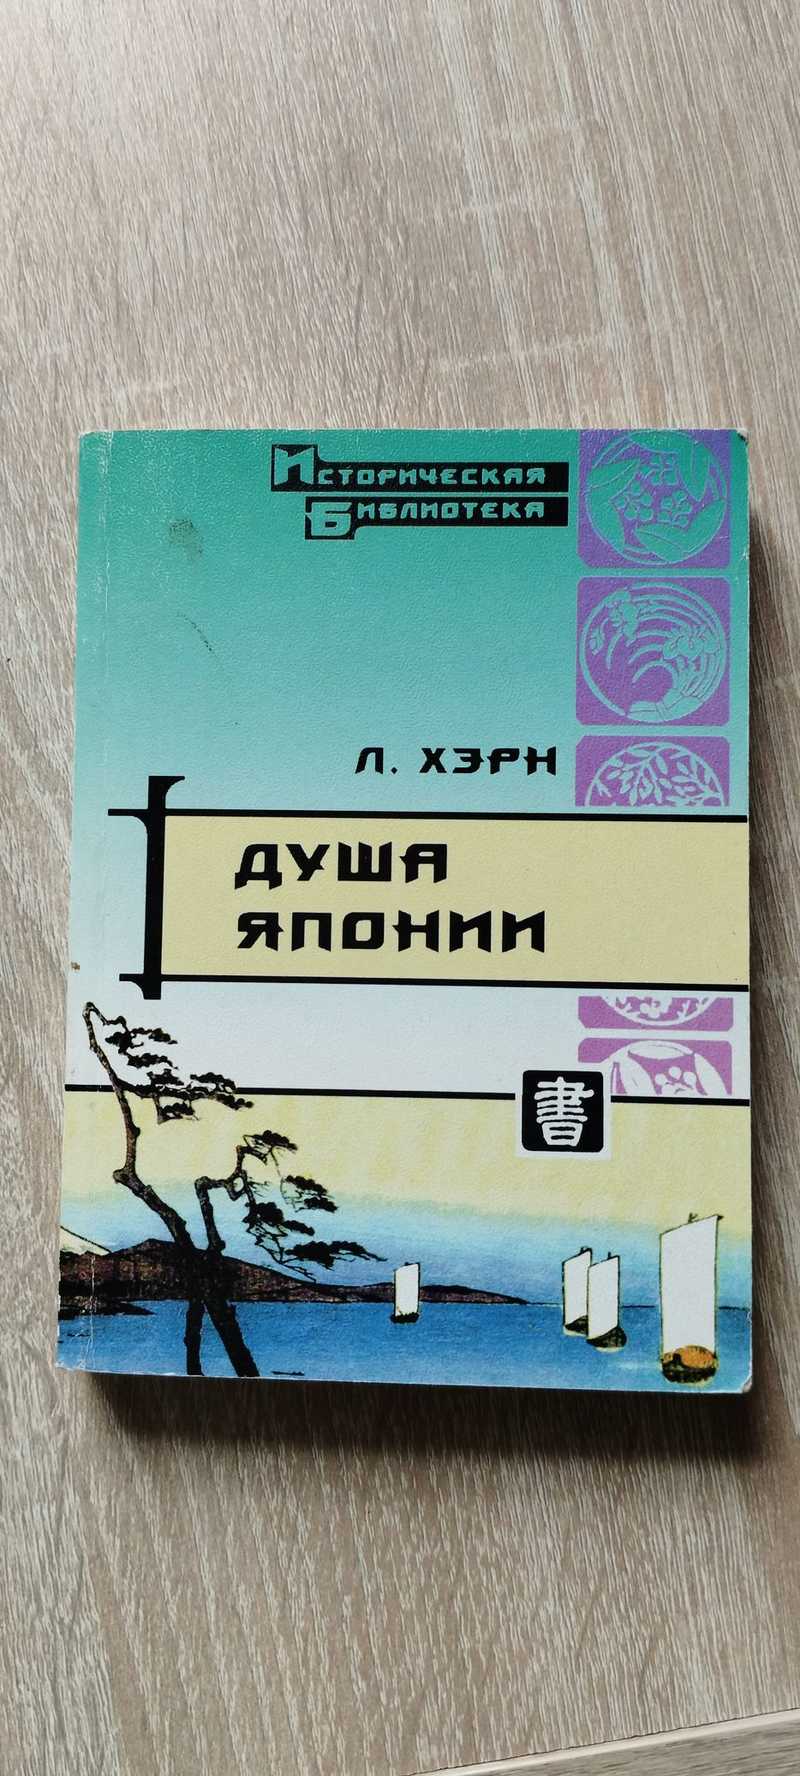 Историческая
Библиотека
Л. ХЭРН
ДУША
ЯПОНИИ
書